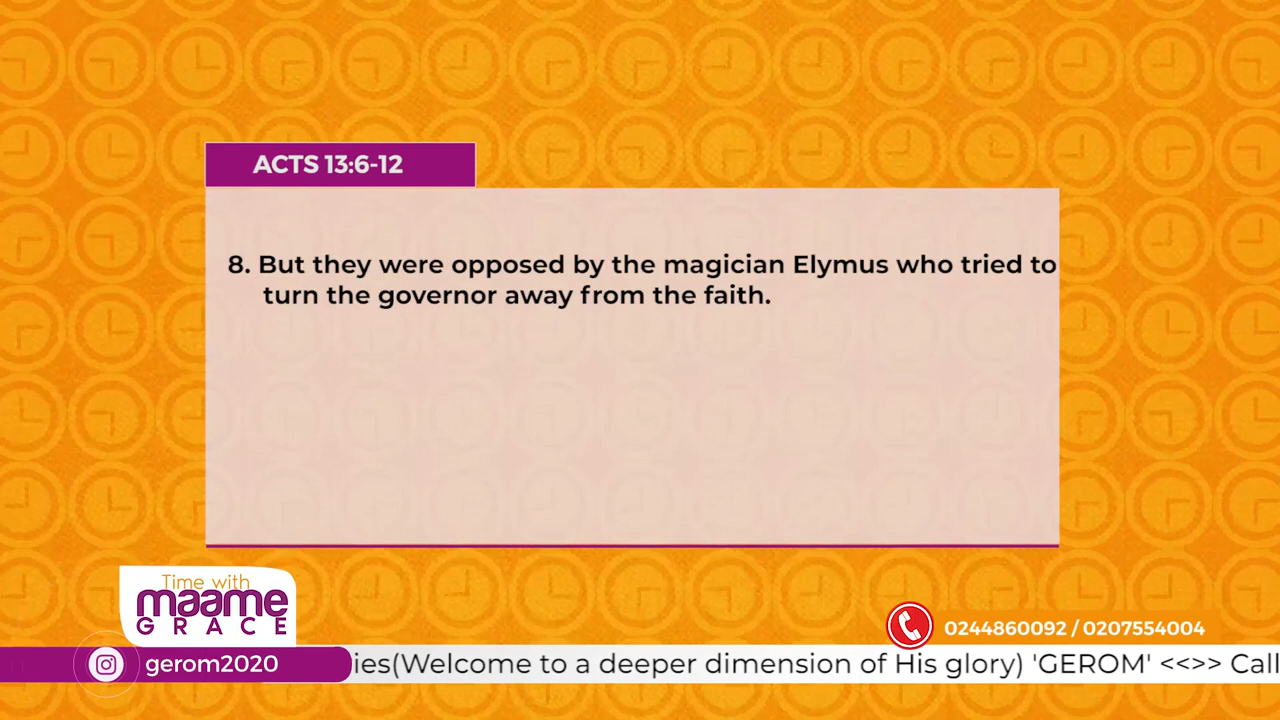 ACTS 13:6-12
8. But they were opposed by the magician Elymus who tried to
turn the governor away from the faith.
Time with
maame
GRACE
0244860092 / 0207554004
gerom2020
ies(Welcome to a deeper dimension of His glory) 'GEROM' <<>> Call